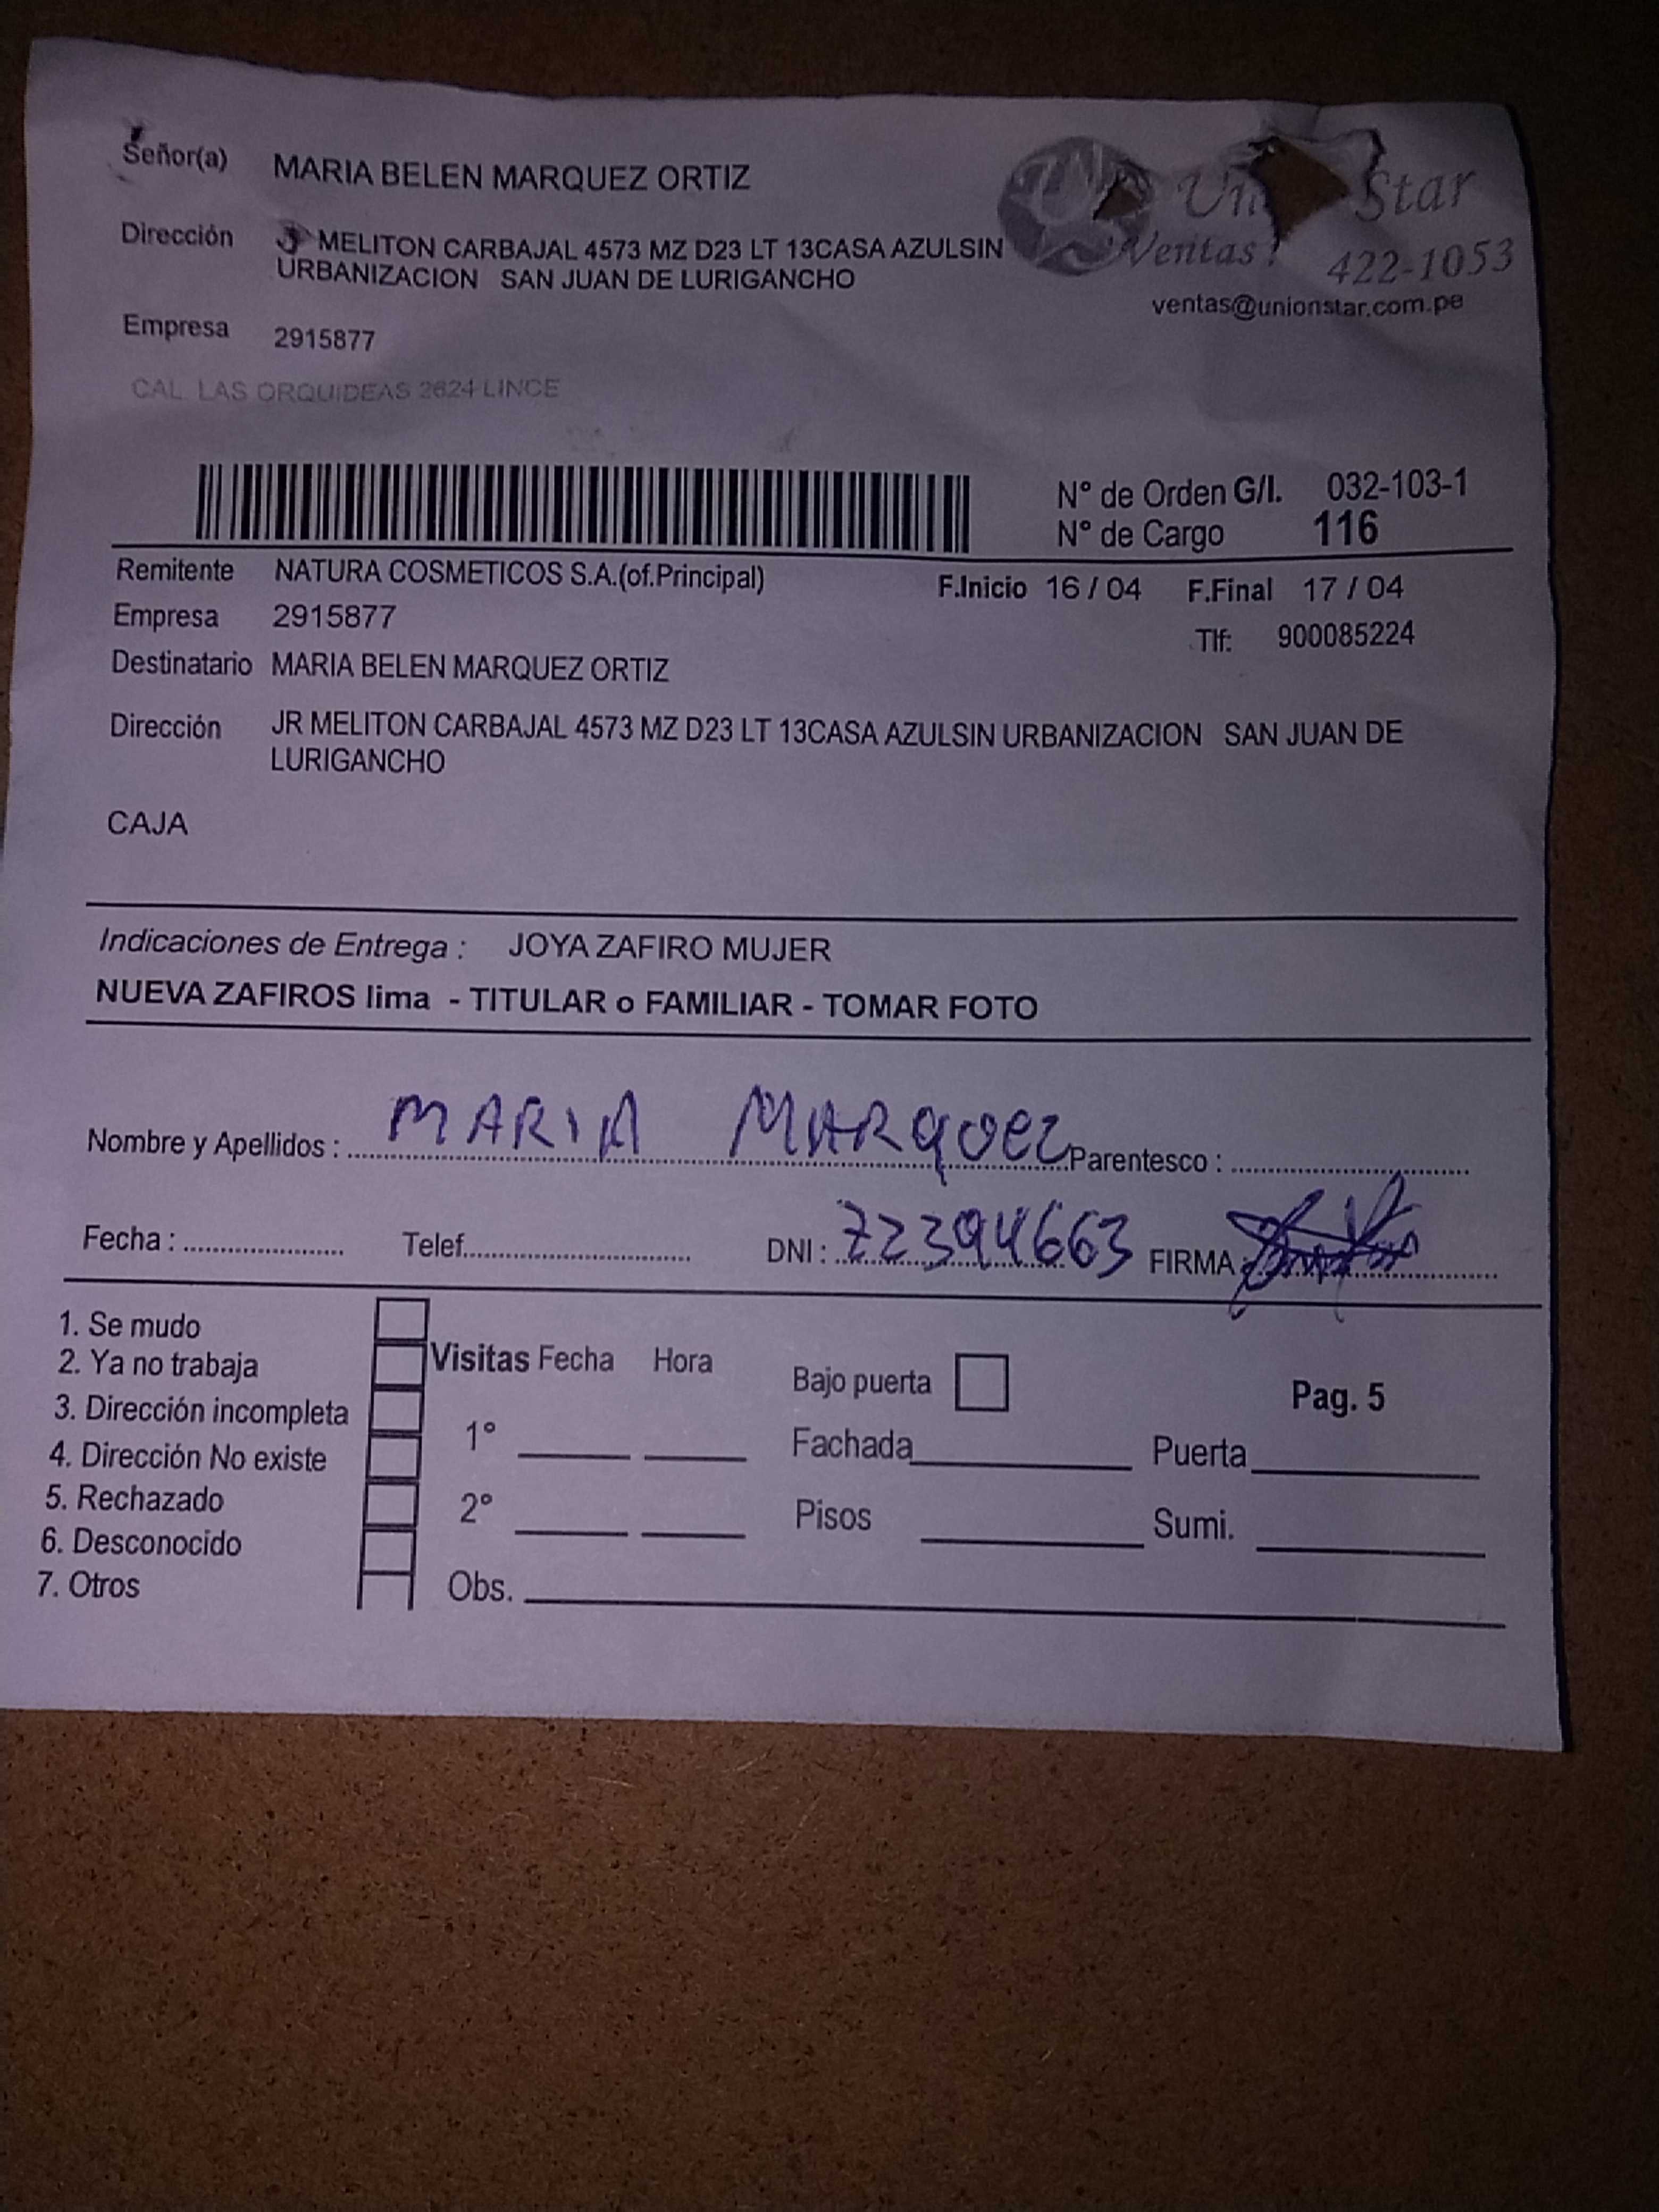 Señor(a) MARIA BELEN MARQUEZ ORTIZ
Star
Dirección MELITON CARBAJAL 4573 MZ D23 LT 13CASA AZULSIN
URBANIZACION SAN JUAN DE LURIGANCHO
Ventas: 422-1053
ventas@unionstar.com.pe
Empresa 2915877
CAL LAS ORQUIDEAS 2624 LINCE
N° de Orden G/I. 032-103-1
N° de Cargo 116
Remitente NATURA COSMETICOS S.A.(of.Principal)
F.Inicio 16 / 04 F.Final 17 / 04
Empresa 2915877
Tlf: 900085224
Destinatario MARIA BELEN MARQUEZ ORTIZ
Dirección JR MELITON CARBAJAL 4573 MZ D23 LT 13CASA AZULSIN URBANIZACION SAN JUAN DE
LURIGANCHO
CAJA
Indicaciones de Entrega : JOYA ZAFIRO MUJER
NUEVA ZAFIROS lima - TITULAR o FAMILIAR - TOMAR FOTO
Nombre y Apellidos : MARIA MARQUEZ Parentesco :
Fecha : Telef. DNI : 72394663 FIRMA :
1. Se mudo
2. Ya no trabaja
3. Dirección incompleta
4. Dirección No existe
5. Rechazado
6. Desconocido
7. Otros
Visitas Fecha Hora
1°
2°
Obs.
Bajo puerta
Pag. 5
Fachada Puerta
Pisos Sumi.